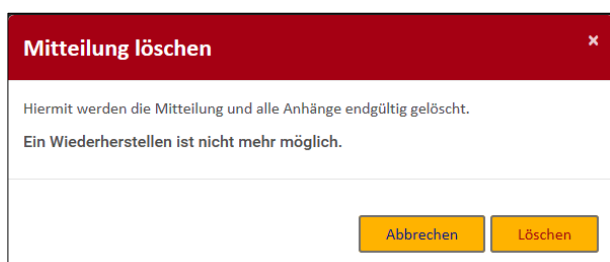 Mitteilung löschen
×
Hiermit werden die Mitteilung und alle Anhänge endgültig gelöscht.
Ein Wiederherstellen ist nicht mehr möglich.
Abbrechen Löschen